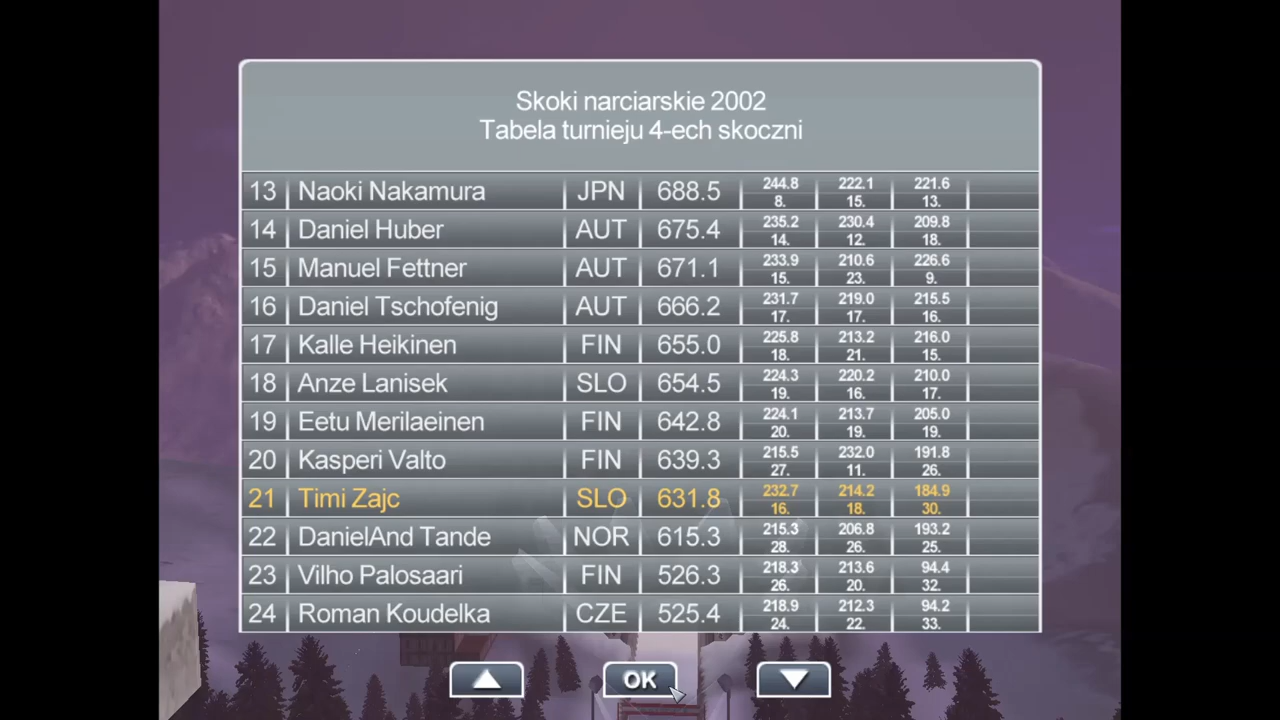 Skoki narciarskie 2002
Tabela turnieju 4-ech skoczni
13 Naoki Nakamura JPN 688.5 244.8 222.1 221.6
8. 15. 13.
14 Daniel Huber AUT 675.4 235.2 230.4 209.8
14. 12. 18.
15 Manuel Fettner AUT 671.1 233.9 210.6 226.6
15. 23. 9.
16 Daniel Tschofenig AUT 666.2 231.7 219.0 215.5
17. 17. 16.
17 Kalle Heikinen FIN 655.0 225.8 213.2 216.0
18. 21. 15.
18 Anze Lanisek SLO 654.5 224.3 220.2 210.0
19. 16. 17.
19 Eetu Merilaeinen FIN 642.8 224.1 213.7 205.0
20. 19. 19.
20 Kasperi Valto FIN 639.3 215.5 232.0 191.8
27. 11. 26.
21 Timi Zajc SLO 631.8 232.7 214.2 184.9
16. 18. 30.
22 DanielAnd Tande NOR 615.3 215.3 206.8 193.2
28. 26. 25.
23 Vilho Palosaari FIN 526.3 218.3 213.6 94.4
26. 20. 32.
24 Roman Koudelka CZE 525.4 218.9 212.3 94.2
24. 22. 33.
OK